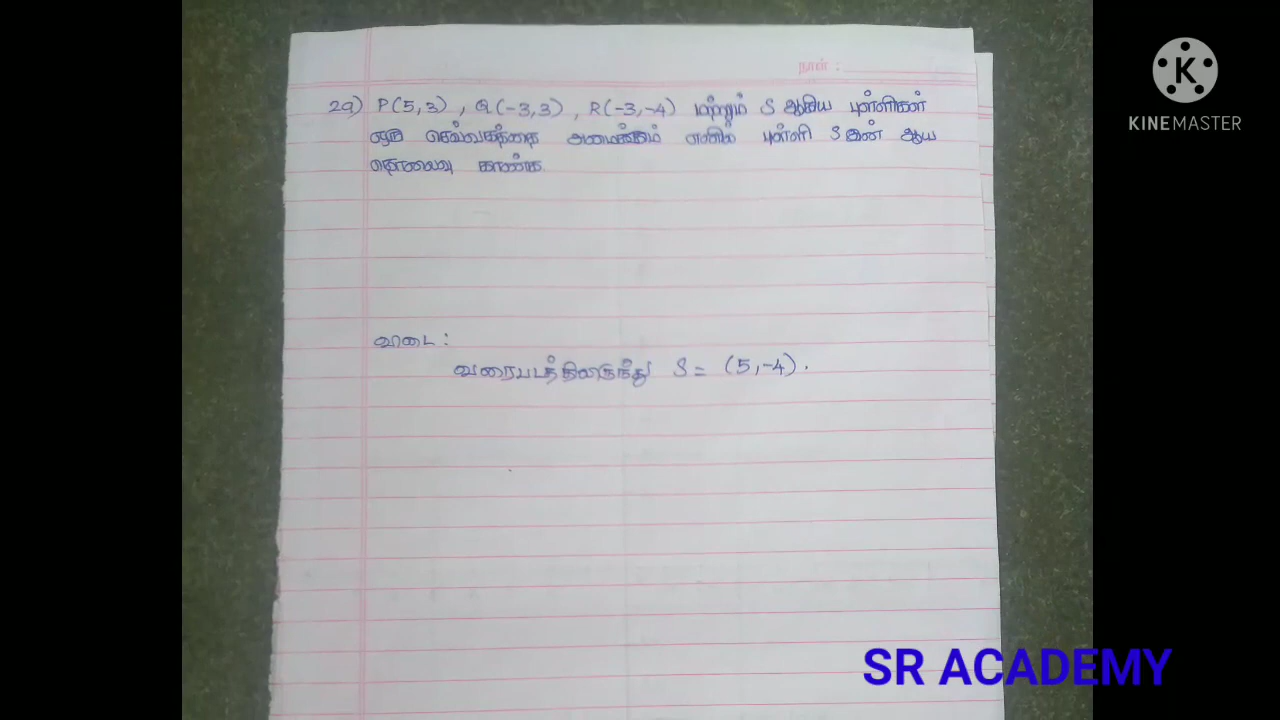 நாள் :
29) P(5,3) , Q(-3,3) , R(-3,-4) மற்றும் S ஆகிய புள்ளிகள்
ஒரு செவ்வகத்தை அமைக்கும் எனில் புள்ளி S இன் ஆய
தொலைவு காண்க.
விடை :
வரைபடத்திலிருந்து S = (5,-4).
K
KINEMASTER
SR ACADEMY